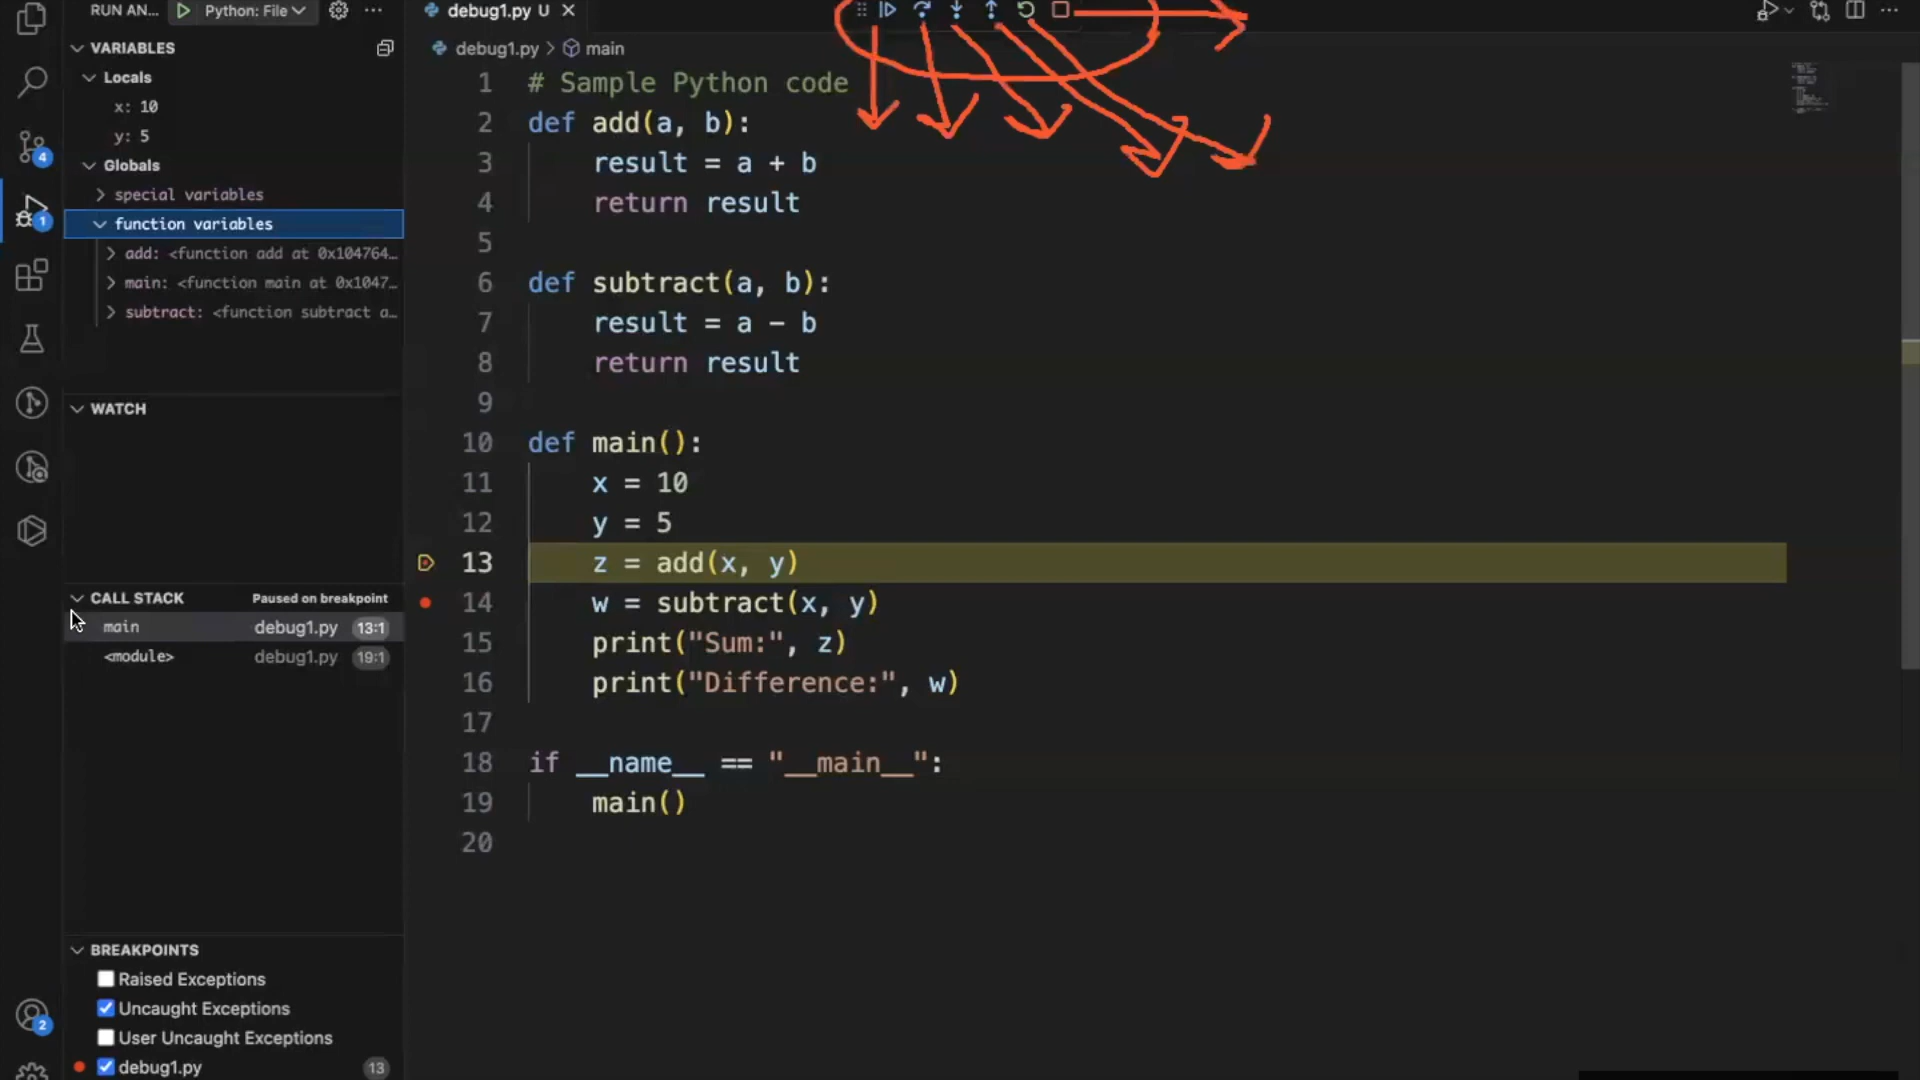 RUN AN... Python: File
debug1.py U
VARIABLES
debug1.py > main
Locals
x: 10
y: 5
Globals
special variables
function variables
add: <function add at 0x104764...
main: <function main at 0x1047...
subtract: <function subtract a...
WATCH
CALL STACK Paused on breakpoint
main debug1.py 13:1
<module> debug1.py 19:1
BREAKPOINTS
Raised Exceptions
Uncaught Exceptions
User Uncaught Exceptions
debug1.py 13
4
1
2
1 # Sample Python code
2 def add(a, b):
3 result = a + b
4 return result
5
6 def subtract(a, b):
7 result = a - b
8 return result
9
10 def main():
11 x = 10
12 y = 5
13 z = add(x, y)
14 w = subtract(x, y)
15 print("Sum:", z)
16 print("Difference:", w)
17
18 if __name__ == "__main__":
19 main()
20